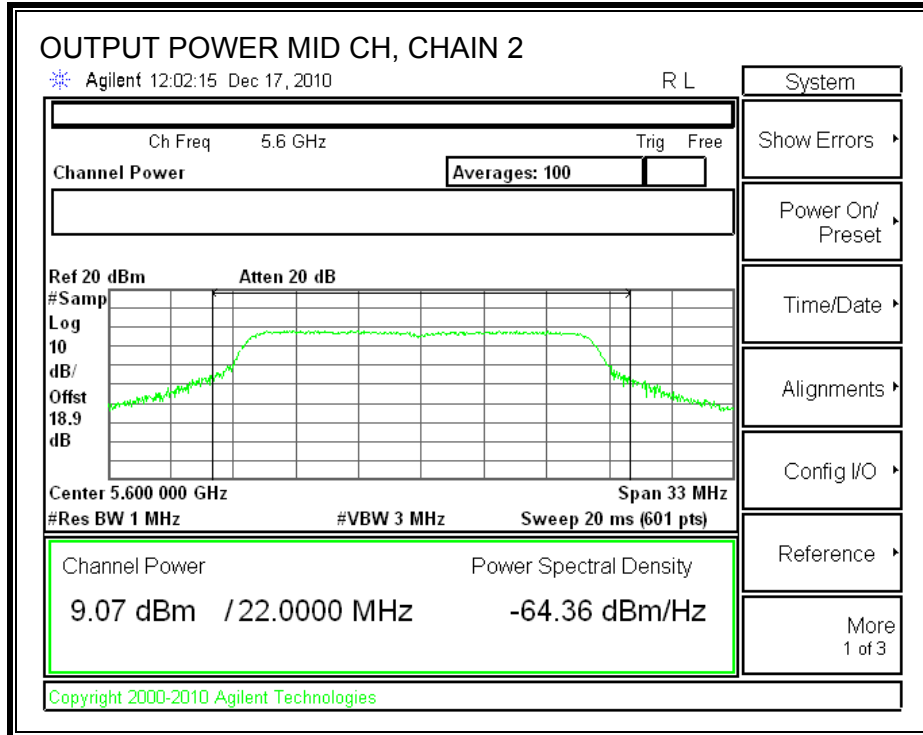 OUTPUT POWER MID CH, CHAIN 2
Agilent 12:02:15 Dec 17, 2010 R L System
Ch Freq 5.6 GHz Trig Free
Show Errors
Channel Power Averages: 100
Power On/
Preset
Ref 20 dBm Atten 20 dB
#Samp
Log
10
dB/
Offst
18.9
dB
Time/Date
Alignments
Config I/O
Center 5.600 000 GHz Span 33 MHz
#Res BW 1 MHz #VBW 3 MHz Sweep 20 ms (601 pts)
Channel Power Power Spectral Density
Reference
9.07 dBm / 22.0000 MHz -64.36 dBm/Hz
More
1 of 3
Copyright 2000-2010 Agilent Technologies